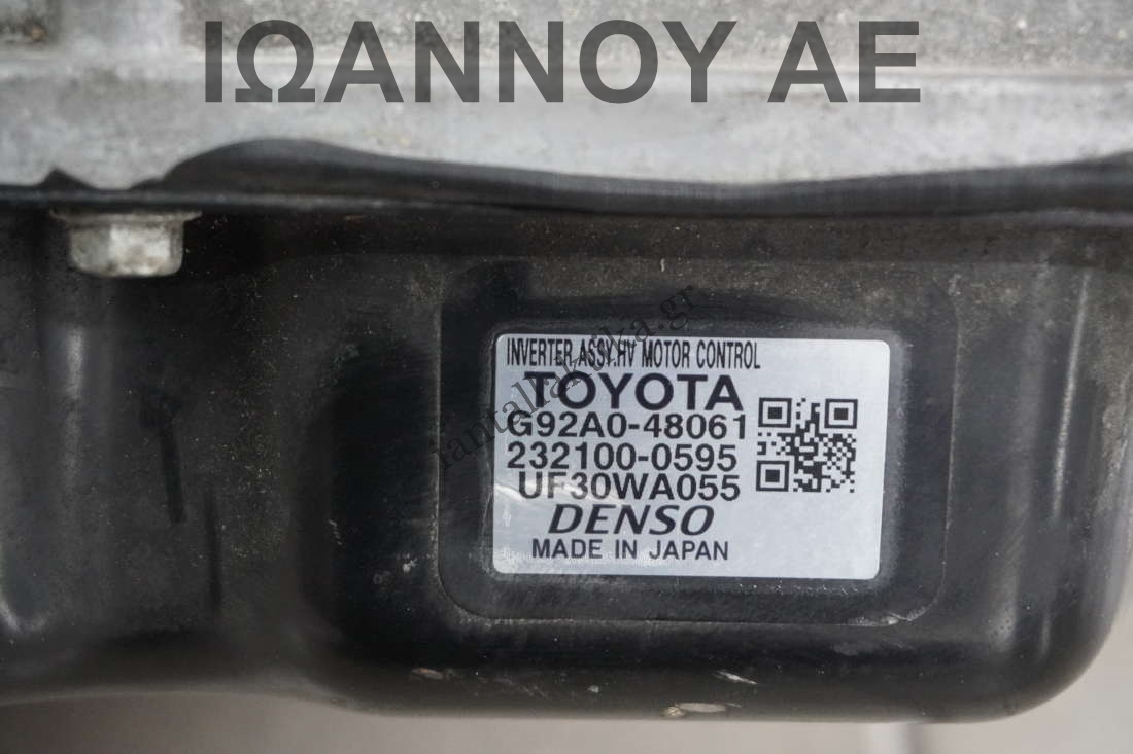 ΙΩΑΝΝΟΥ ΑΕ
INVERTER ASSY.HV MOTOR CONTROL
TOYOTA
G92A0-48061
232100-0595
UF30WA055
DENSO
MADE IN JAPAN